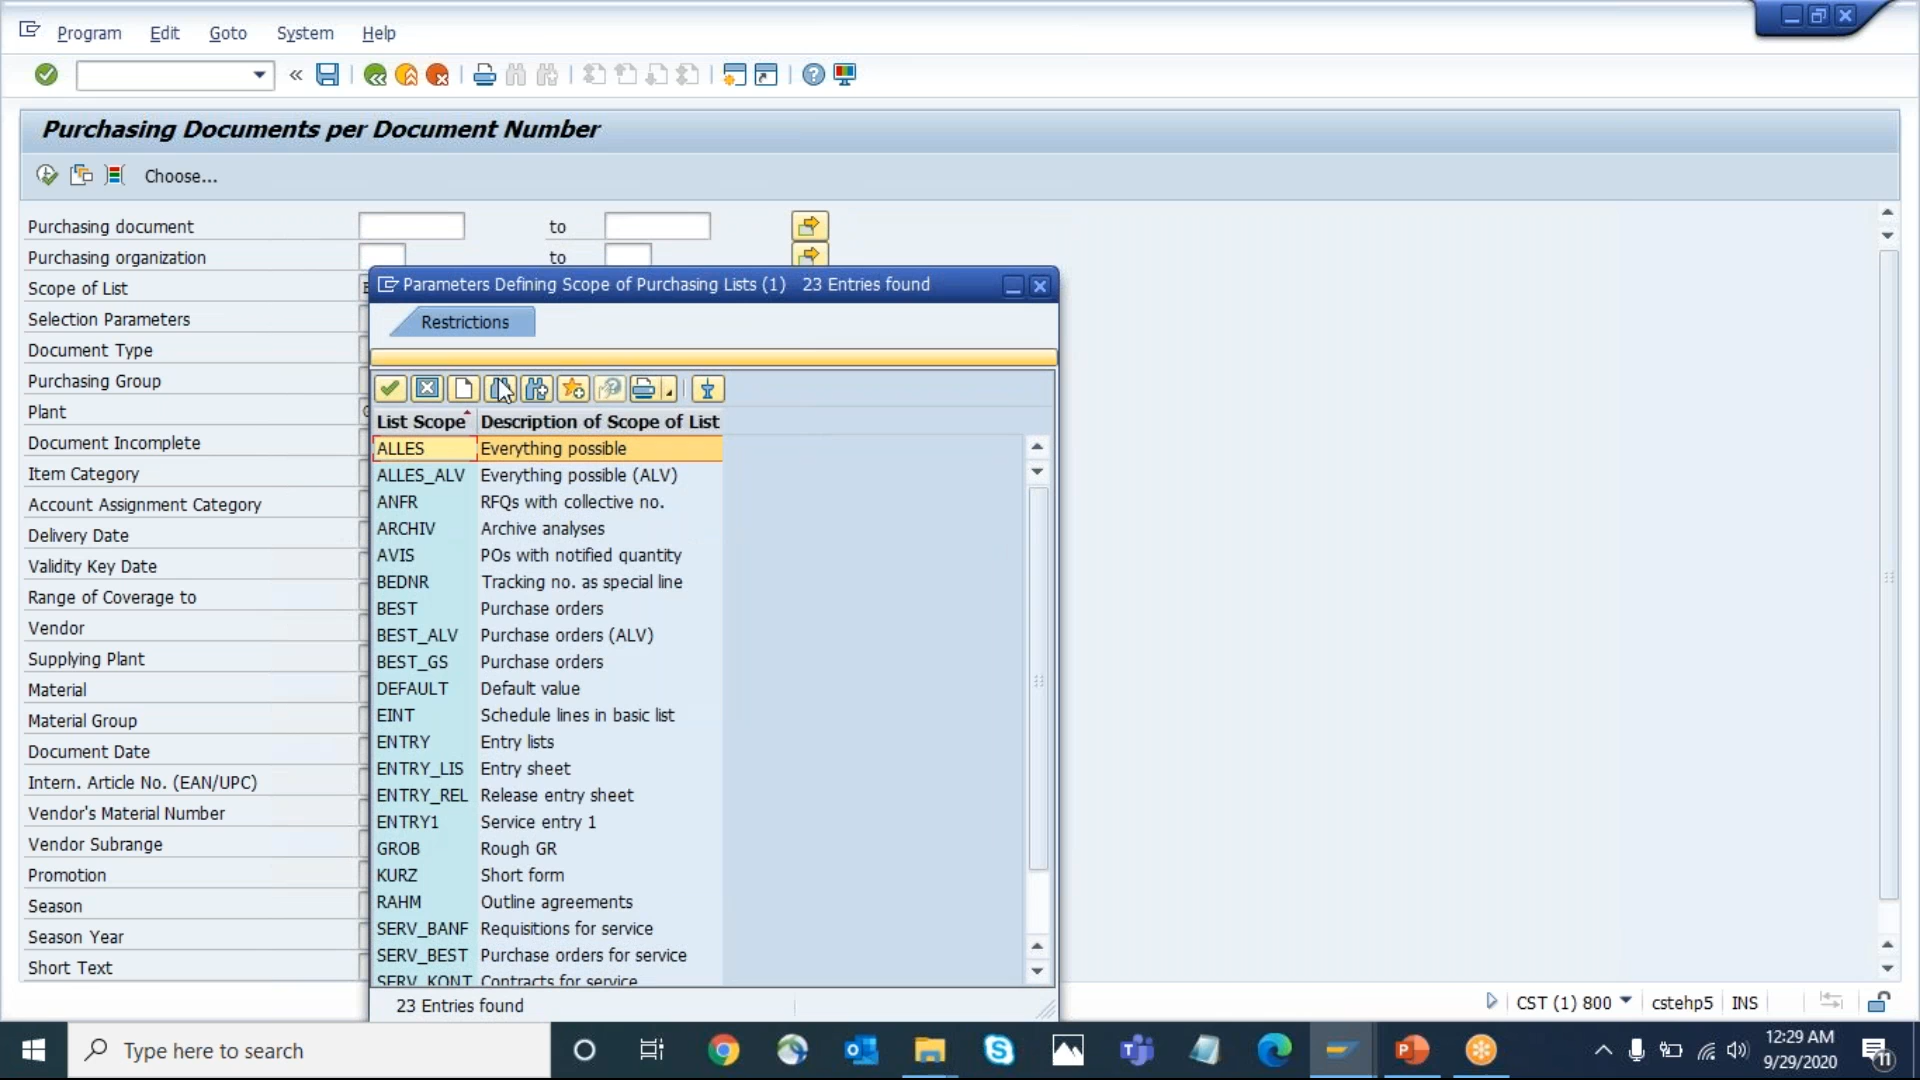 Program Edit Goto System Help
Purchasing Documents per Document Number
Choose...
Purchasing document to
Purchasing organization to
Scope of List
Selection Parameters
Document Type
Purchasing Group
Plant
Document Incomplete
Item Category
Account Assignment Category
Delivery Date
Validity Key Date
Range of Coverage to
Vendor
Supplying Plant
Material
Material Group
Document Date
Intern. Article No. (EAN/UPC)
Vendor's Material Number
Vendor Subrange
Promotion
Season
Season Year
Short Text
Parameters Defining Scope of Purchasing Lists (1) 23 Entries found
Restrictions
List Scope Description of Scope of List
ALLES Everything possible
ALLES_ALV Everything possible (ALV)
ANFR RFQs with collective no.
ARCHIV Archive analyses
AVIS POs with notified quantity
BEDNR Tracking no. as special line
BEST Purchase orders
BEST_ALV Purchase orders (ALV)
BEST_GS Purchase orders
DEFAULT Default value
EINT Schedule lines in basic list
ENTRY Entry lists
ENTRY_LIS Entry sheet
ENTRY_REL Release entry sheet
ENTRY1 Service entry 1
GROB Rough GR
KURZ Short form
RAHM Outline agreements
SERV_BANF Requisitions for service
SERV_BEST Purchase orders for service
SERV_KONT Contracts for service
23 Entries found
CST (1) 800 cstehp5 INS
Type here to search
12:29 AM
9/29/2020
11